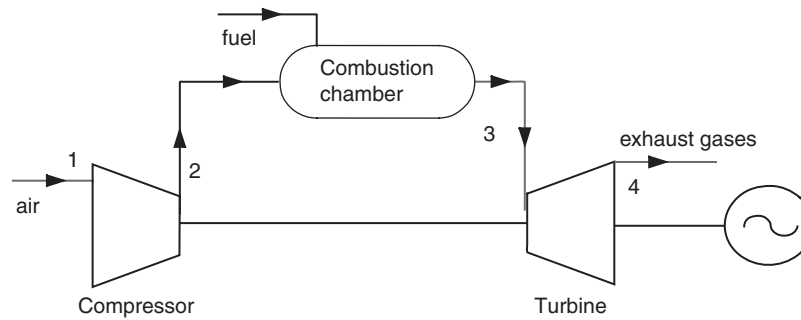 fuel
Combustion
chamber
3
exhaust gases
1
2
4
air
Compressor
Turbine